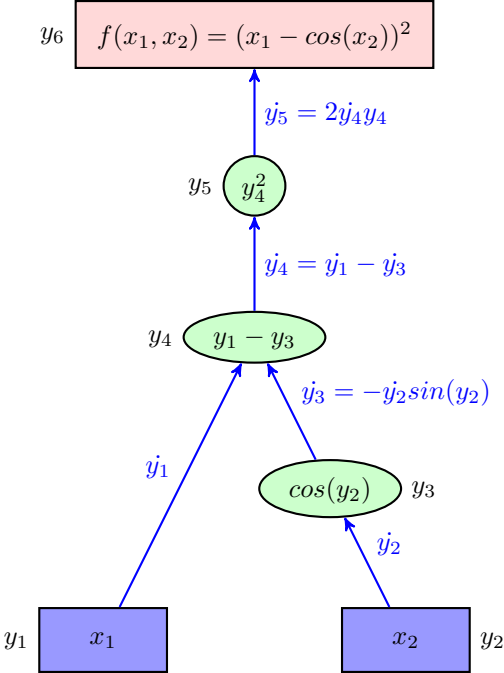 y₆ f(x₁, x₂) = (x₁ − cos(x₂))²
ẏ₅ = 2ẏ₄y₄
y₅ y₄²
ẏ₄ = ẏ₁ − ẏ₃
y₄ y₁ − y₃
ẏ₃ = −ẏ₂sin(y₂)
ẏ₁
cos(y₂) y₃
ẏ₂
y₁ x₁
x₂ y₂